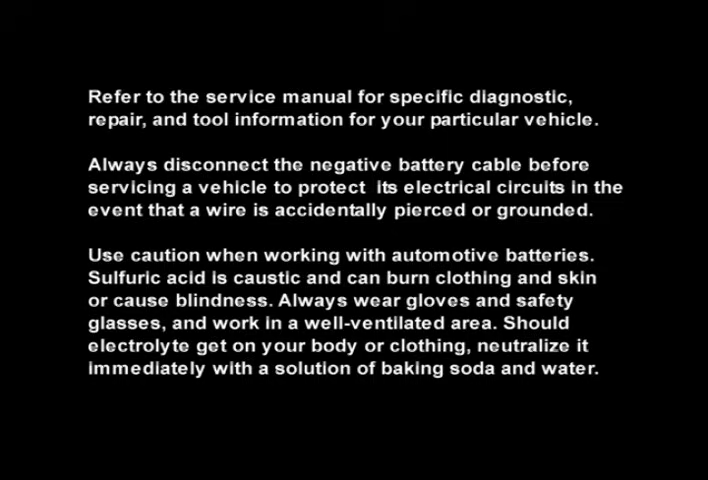 Refer to the service manual for specific diagnostic,
repair, and tool information for your particular vehicle.
Always disconnect the negative battery cable before
servicing a vehicle to protect  its electrical circuits in the
event that a wire is accidentally pierced or grounded.
Use caution when working with automotive batteries.
Sulfuric acid is caustic and can burn clothing and skin
or cause blindness. Always wear gloves and safety
glasses, and work in a well-ventilated area. Should
electrolyte get on your body or clothing, neutralize it
immediately with a solution of baking soda and water.